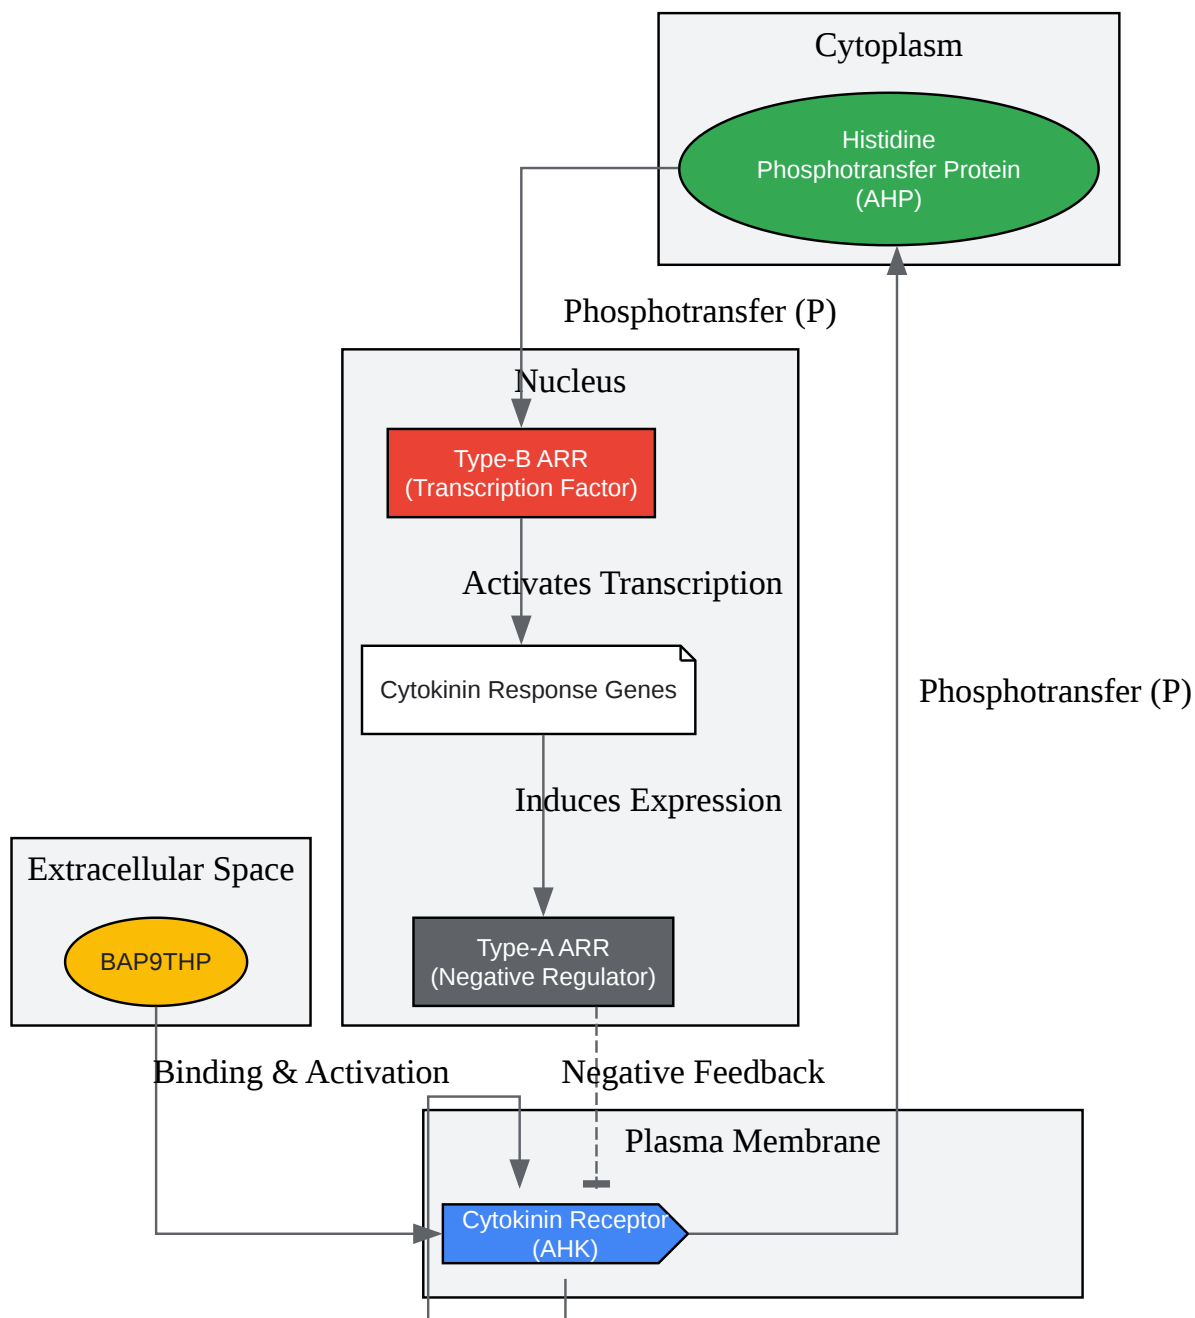 Cytoplasm
Histidine
Phosphotransfer Protein
(AHP)
Phosphotransfer (P)
Nucleus
Type-B ARR
(Transcription Factor)
Activates Transcription
Cytokinin Response Genes
Phosphotransfer (P)
Induces Expression
Extracellular Space
BAP9THP
Type-A ARR
(Negative Regulator)
Binding & Activation
Negative Feedback
Plasma Membrane
Cytokinin Receptor
(AHK)